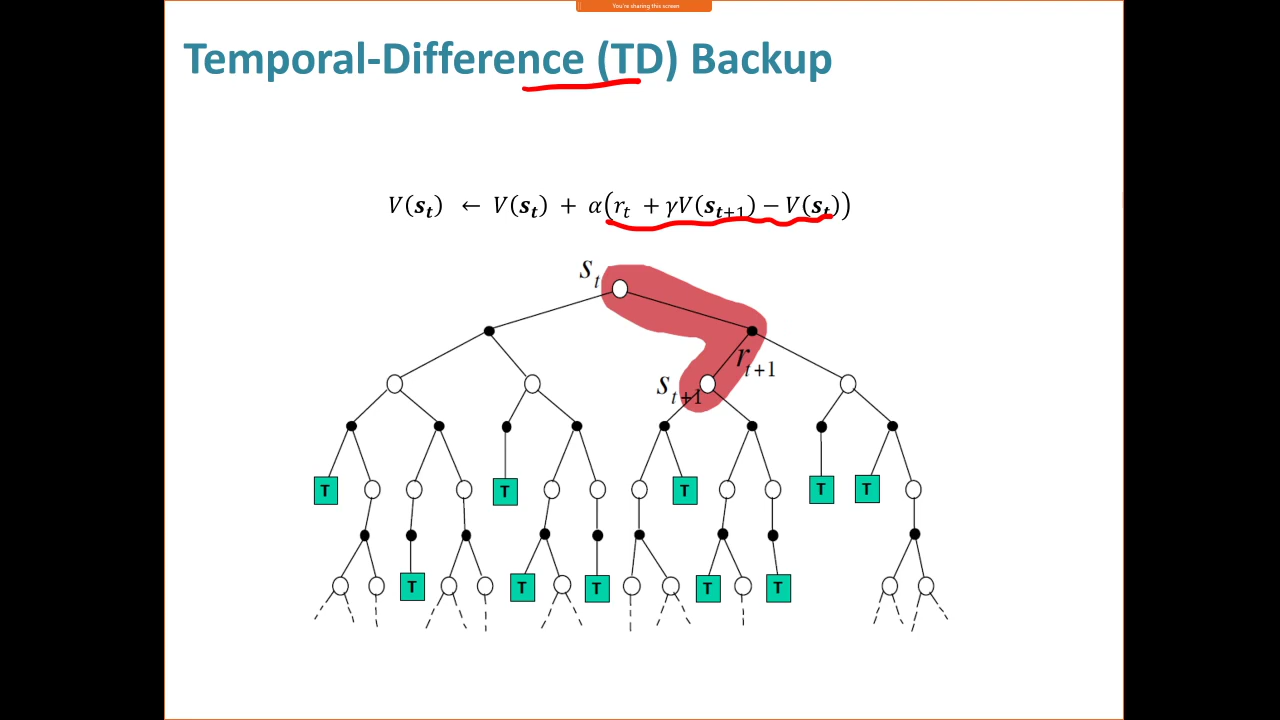 You're sharing this screen
Temporal-Difference (TD) Backup
V(s_t) ← V(s_t) + α(r_t + γV(s_{t+1}) − V(s_t))
s_t
r_{t+1}
s_{t+1}
T T T T T
T T T T T